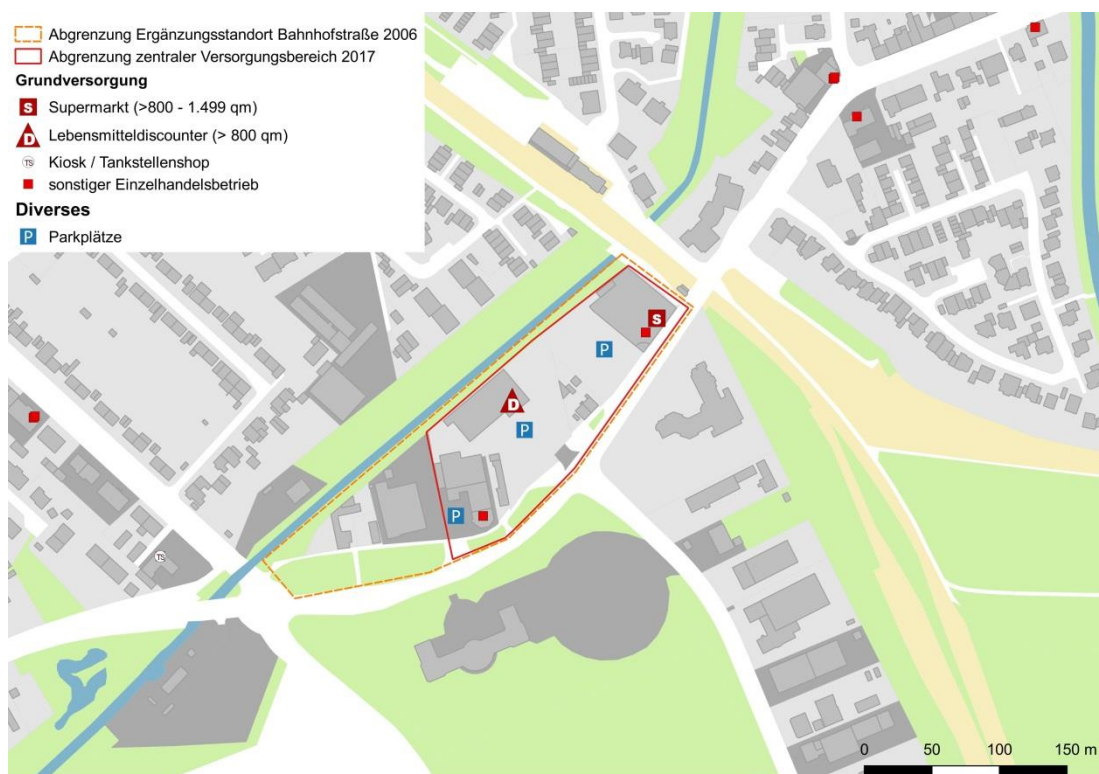 Abgrenzung Ergänzungsstandort Bahnhofstraße 2006
Abgrenzung zentraler Versorgungsbereich 2017
Grundversorgung
S Supermarkt (>800 - 1.499 qm)
D Lebensmitteldiscounter (> 800 qm)
TS Kiosk / Tankstellenshop
sonstiger Einzelhandelsbetrieb
Diverses
P Parkplätze
S
P
D
P
P
TS
0 50 100 150 m